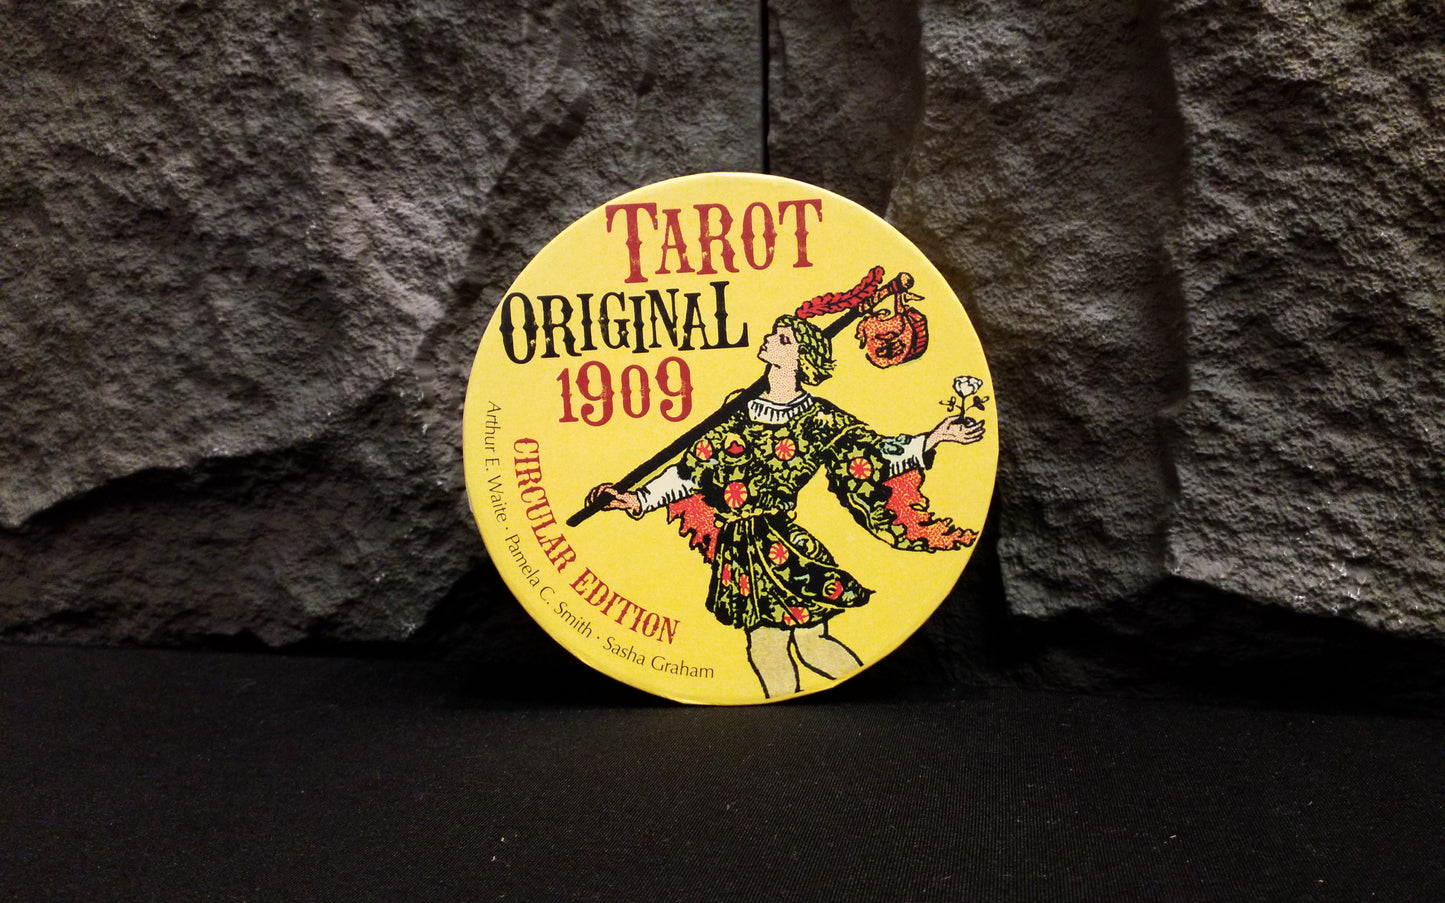 TAROT
ORIGINAL
1909
CIRCULAR EDITION
Arthur E. Waite · Pamela C. Smith · Sasha Graham